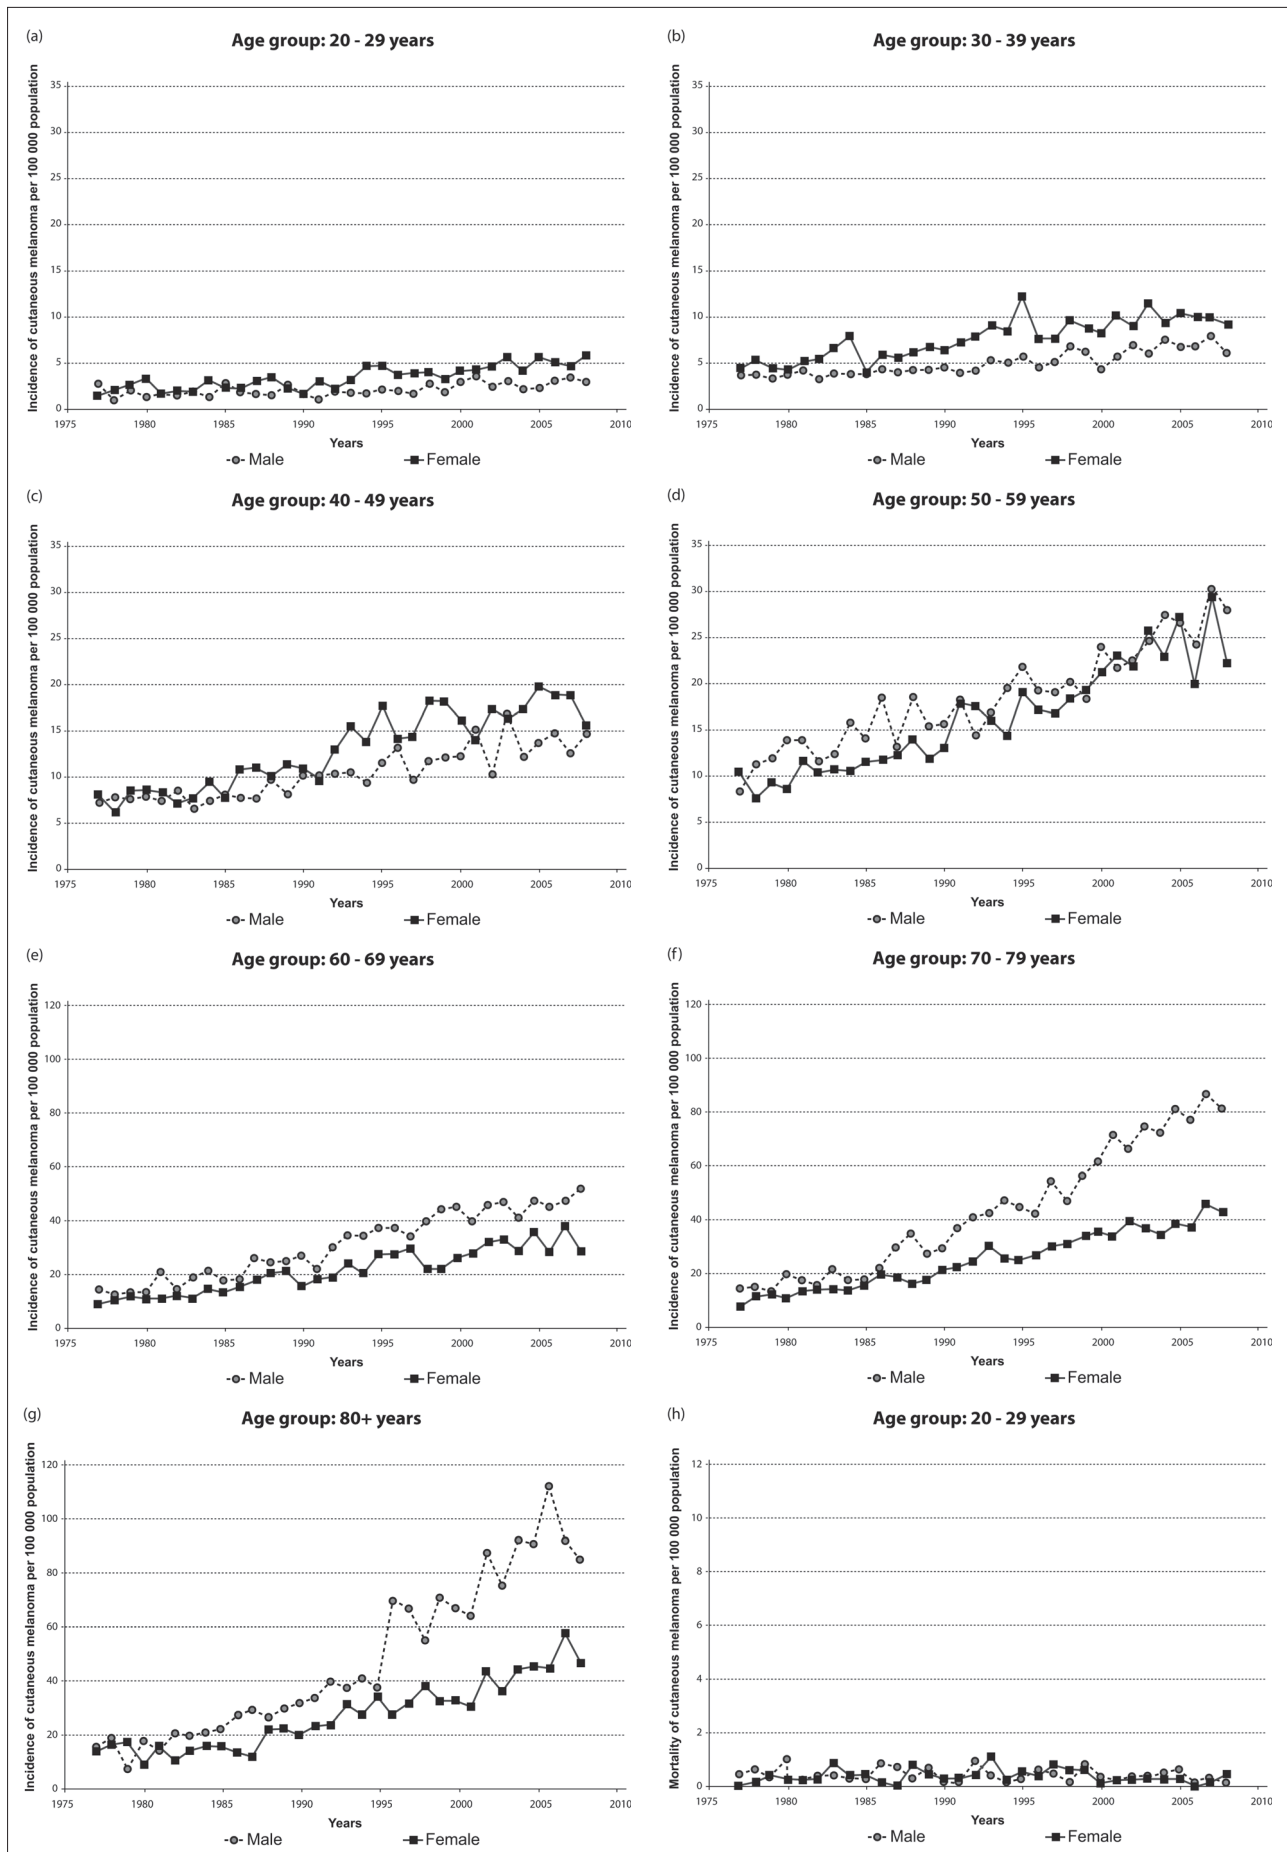 (a)
Age group: 20 - 29 years
Incidence of cutaneous melanoma per 100 000 population
35
30
25
20
15
10
5
0
1975 1980 1985 1990 1995 2000 2005 2010
Years
Male Female
(b)
Age group: 30 - 39 years
Incidence of cutaneous melanoma per 100 000 population
35
30
25
20
15
10
5
0
1975 1980 1985 1990 1995 2000 2005 2010
Years
Male Female
(c)
Age group: 40 - 49 years
Incidence of cutaneous melanoma per 100 000 population
35
30
25
20
15
10
5
0
1975 1980 1985 1990 1995 2000 2005 2010
Years
Male Female
(d)
Age group: 50 - 59 years
Incidence of cutaneous melanoma per 100 000 population
35
30
25
20
15
10
5
0
1975 1980 1985 1990 1995 2000 2005 2010
Years
Male Female
(e)
Age group: 60 - 69 years
Incidence of cutaneous melanoma per 100 000 population
120
100
80
60
40
20
0
1975 1980 1985 1990 1995 2000 2005 2010
Years
Male Female
(f)
Age group: 70 - 79 years
Incidence of cutaneous melanoma per 100 000 population
120
100
80
60
40
20
0
1975 1980 1985 1990 1995 2000 2005 2010
Years
Male Female
(g)
Age group: 80+ years
Incidence of cutaneous melanoma per 100 000 population
120
100
80
60
40
20
0
1975 1980 1985 1990 1995 2000 2005 2010
Years
Male Female
(h)
Age group: 20 - 29 years
Mortality of cutaneous melanoma per 100 000 population
12
10
8
6
4
2
0
1975 1980 1985 1990 1995 2000 2005 2010
Years
Male Female